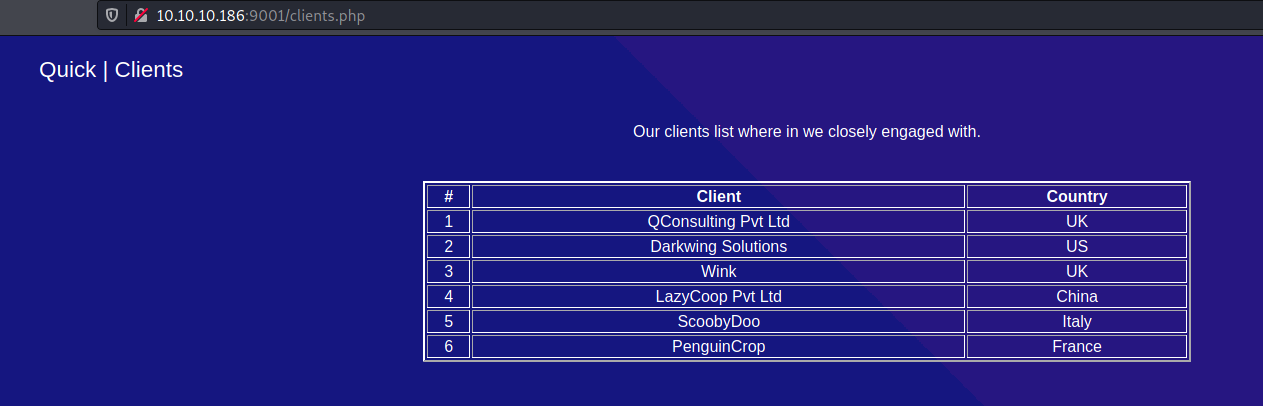 10.10.10.186:9001/clients.php
Quick | Clients
Our clients list where in we closely engaged with.
# Client Country
1 QConsulting Pvt Ltd UK
2 Darkwing Solutions US
3 Wink UK
4 LazyCoop Pvt Ltd China
5 ScoobyDoo Italy
6 PenguinCrop France